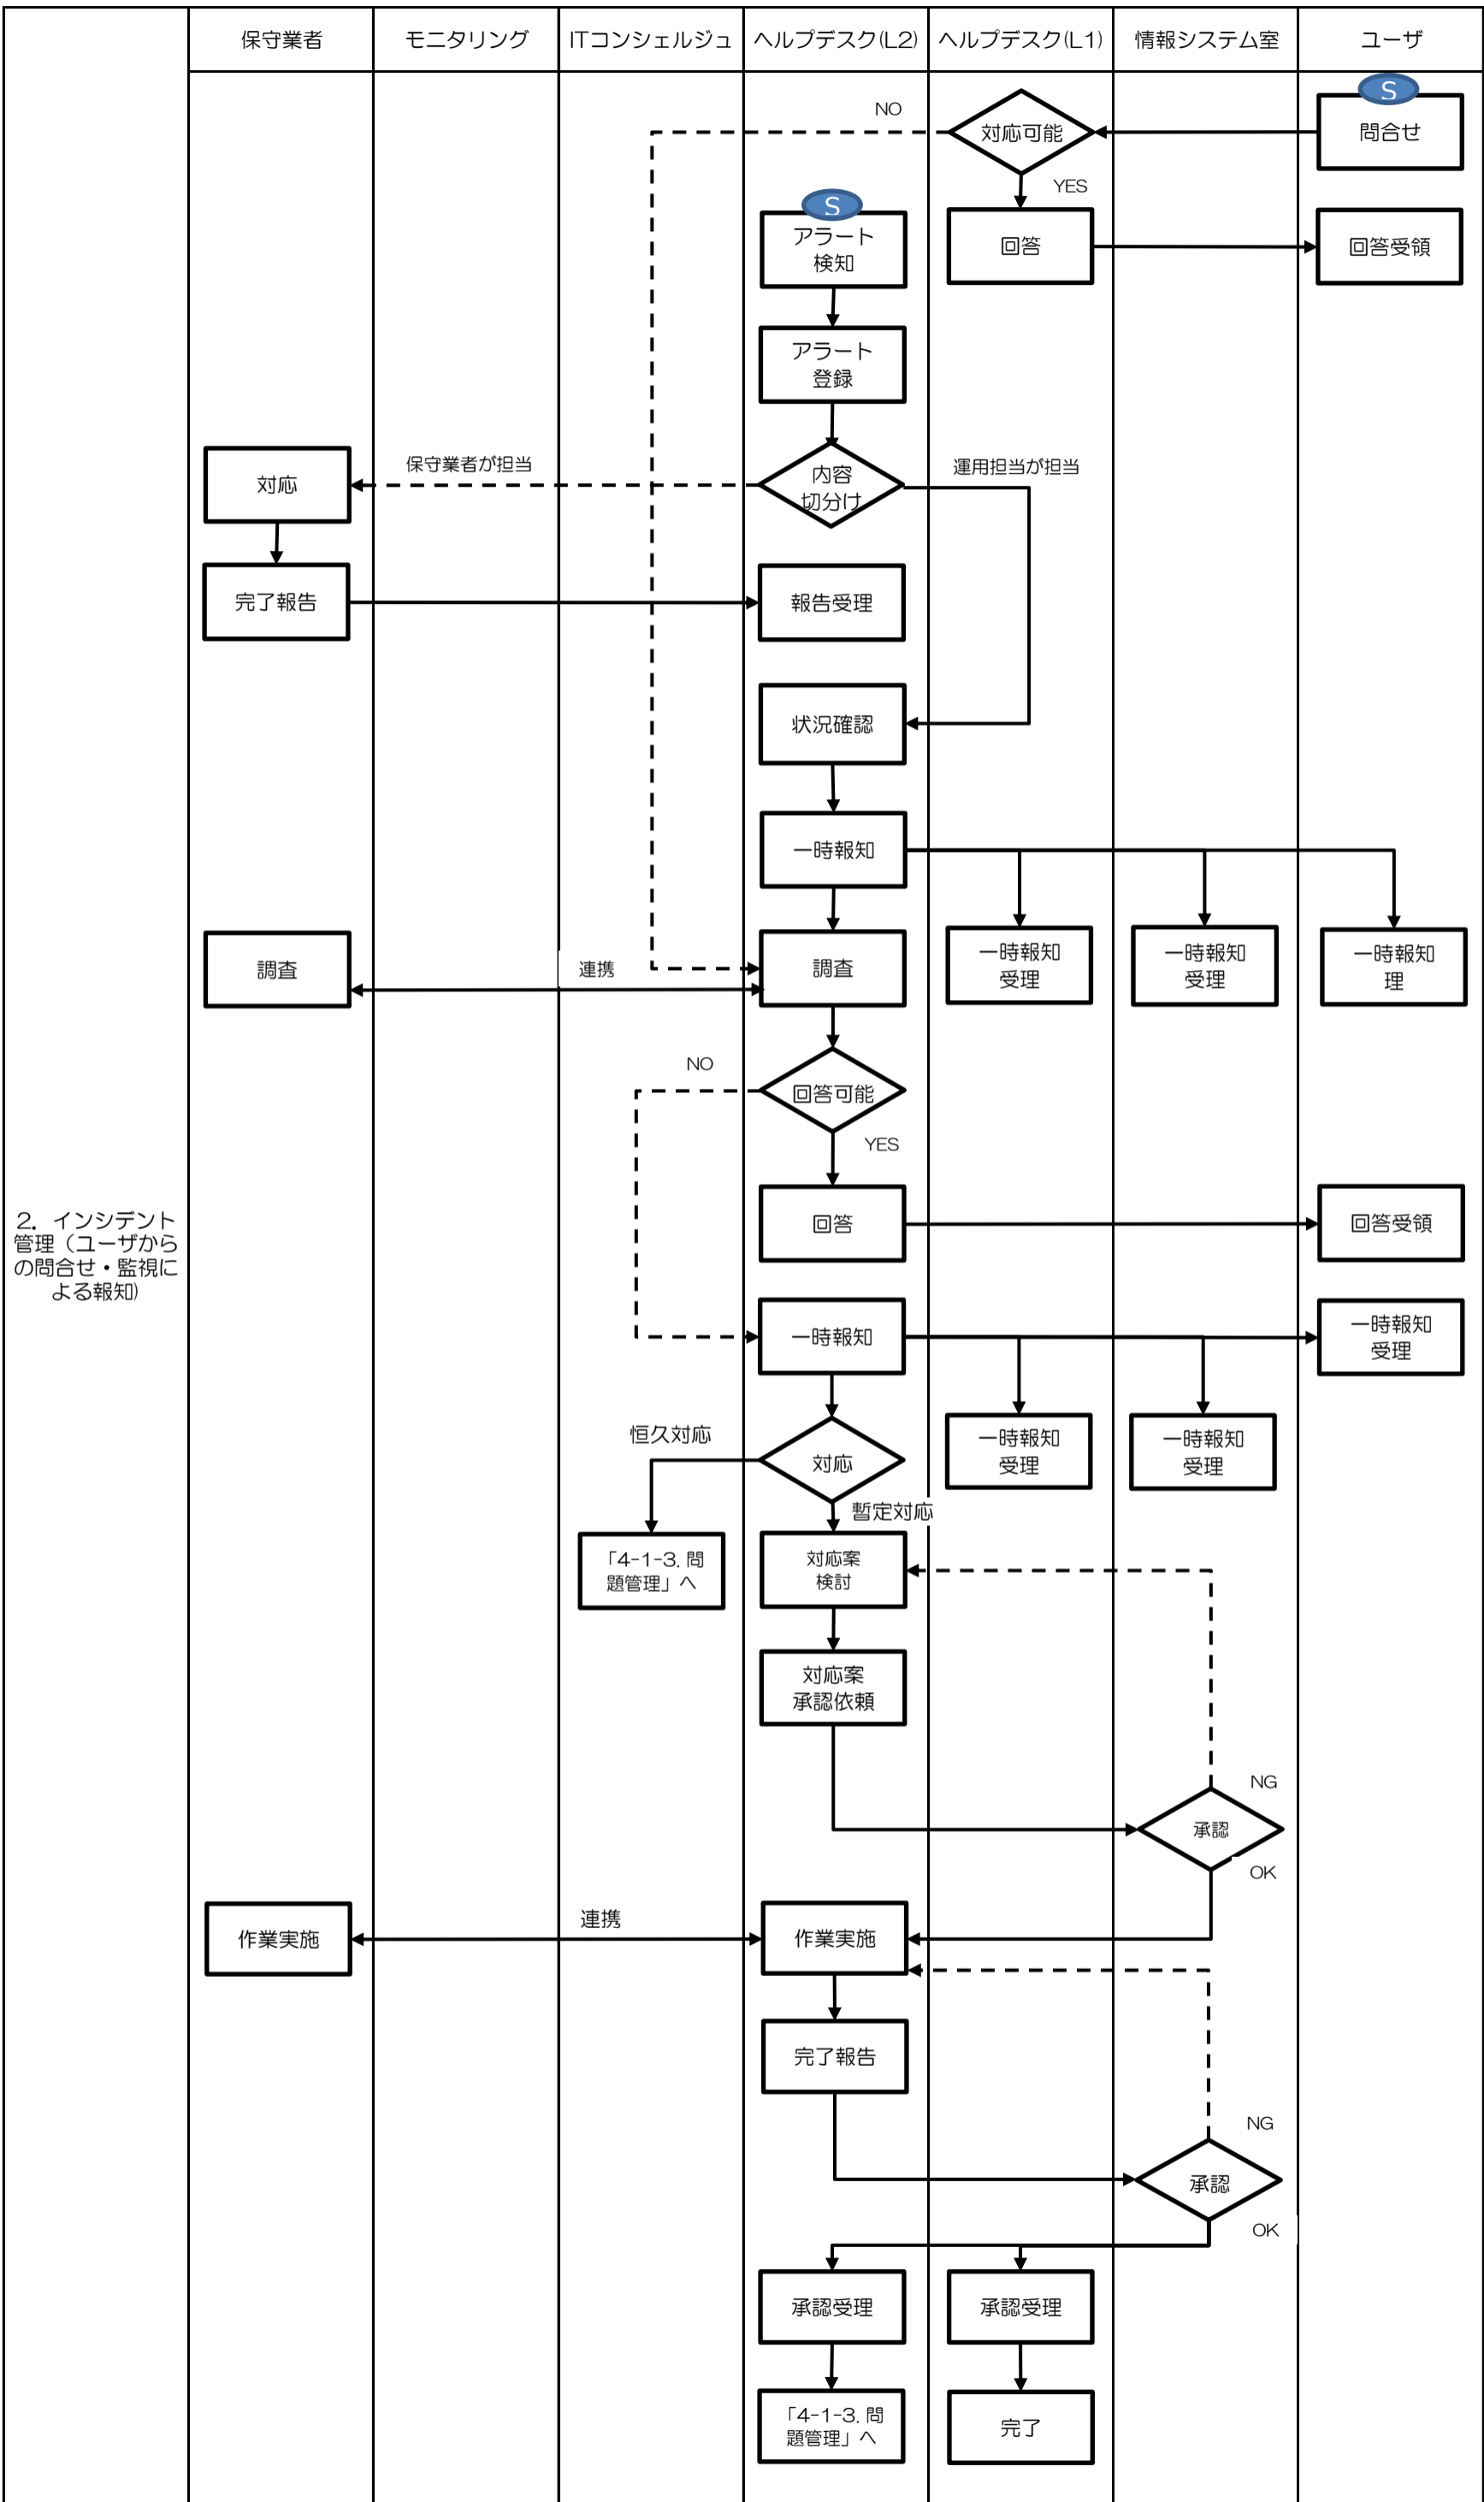 保守業者
モニタリング
ITコンシェルジュ
ヘルプデスク(L2)
ヘルプデスク(L1)
情報システム室
ユーザ
S
問合せ
対応可能
NO
YES
S
アラート
検知
回答
回答受領
アラート
登録
内容
切分け
保守業者が担当
運用担当が担当
対応
完了報告
報告受理
状況確認
一時報知
一時報知
受理
一時報知
受理
一時報知
理
調査
連携
調査
NO
回答可能
YES
回答
回答受領
2．インシデント
管理（ユーザから
の問合せ・監視に
よる報知)
一時報知
一時報知
受理
一時報知
受理
一時報知
受理
恒久対応
対応
暫定対応
「4-1-3.問
題管理」へ
対応案
検討
対応案
承認依頼
NG
承認
OK
作業実施
連携
作業実施
完了報告
NG
承認
OK
承認受理
承認受理
「4-1-3.問
題管理」へ
完了